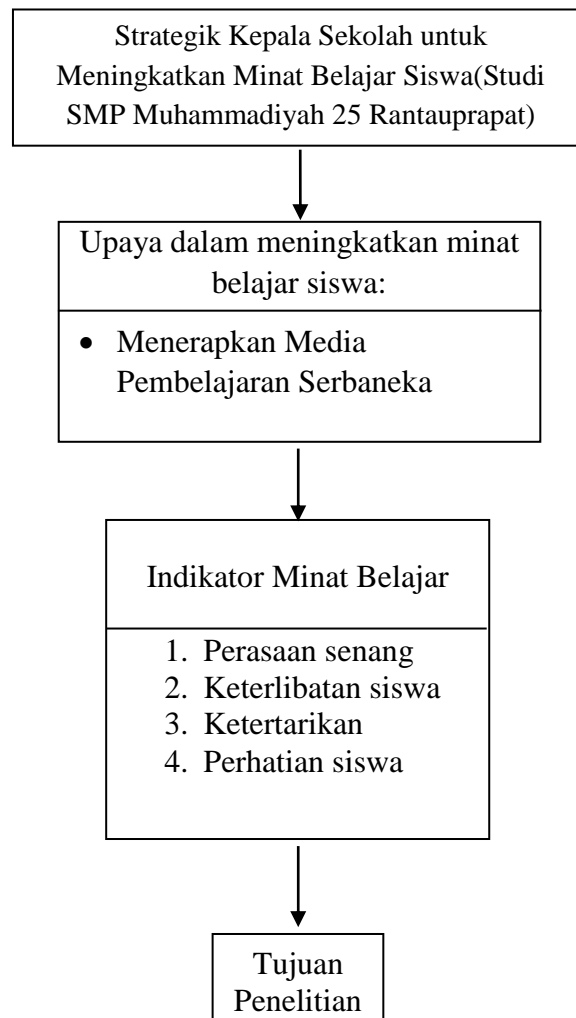 Strategik Kepala Sekolah untuk
Meningkatkan Minat Belajar Siswa(Studi
SMP Muhammadiyah 25 Rantauprapat)
Upaya dalam meningkatkan minat
belajar siswa:
• Menerapkan Media
Pembelajaran Serbaneka
Indikator Minat Belajar
1. Perasaan senang
2. Keterlibatan siswa
3. Ketertarikan
4. Perhatian siswa
Tujuan
Penelitian